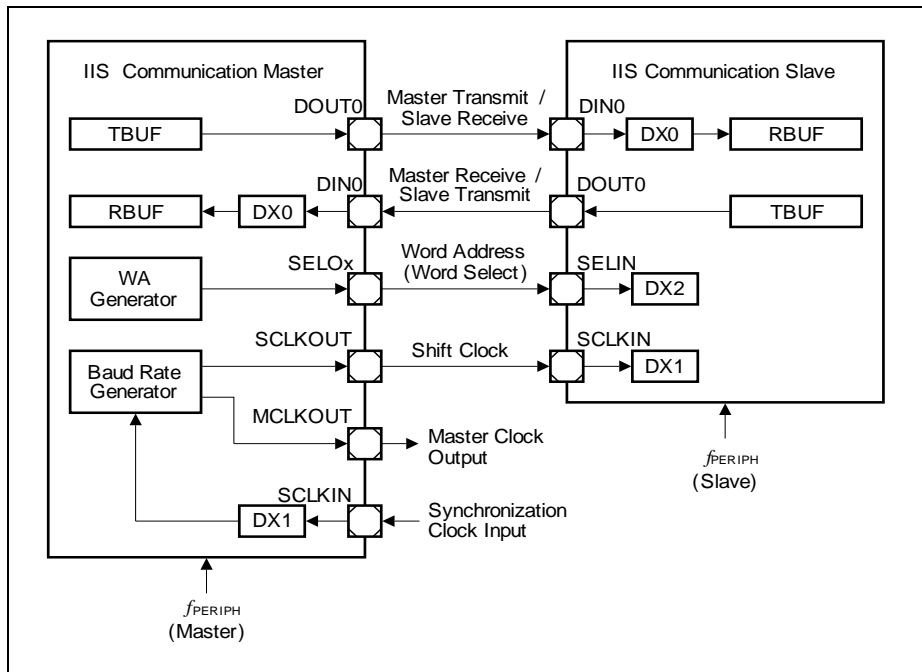 IIS Communication Master
IIS Communication Slave
DOUT0
Master Transmit /
Slave Receive
DIN0
TBUF
DX0
RBUF
DIN0
Master Receive /
Slave Transmit
DOUT0
RBUF
DX0
TBUF
SELOx
Word Address
(Word Select)
SELIN
WA
Generator
DX2
SCLKOUT
Shift Clock
SCLKIN
Baud Rate
Generator
DX1
MCLKOUT
Master Clock
Output
fPERIPH
(Slave)
SCLKIN
DX1
Synchronization
Clock Input
fPERIPH
(Master)